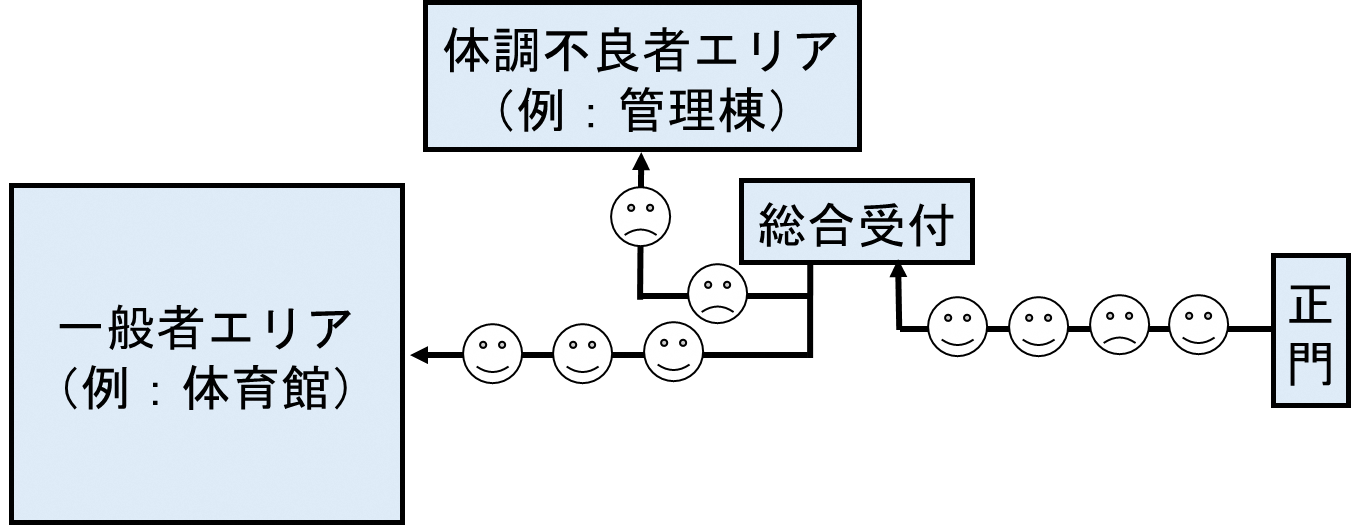 体調不良者エリア
（例：管理棟）
総合受付
正
門
一般者エリア
（例：体育館）